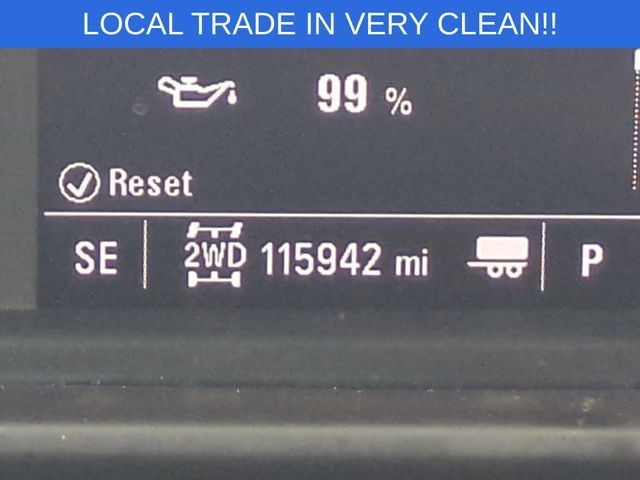 LOCAL TRADE IN VERY CLEAN!!
99 %
Reset
SE 2WD 115942 mi P